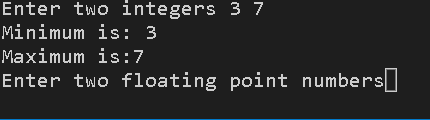 Enter two integers 3 7
Minimum is: 3
Maximum is:7
Enter two floating point numbers